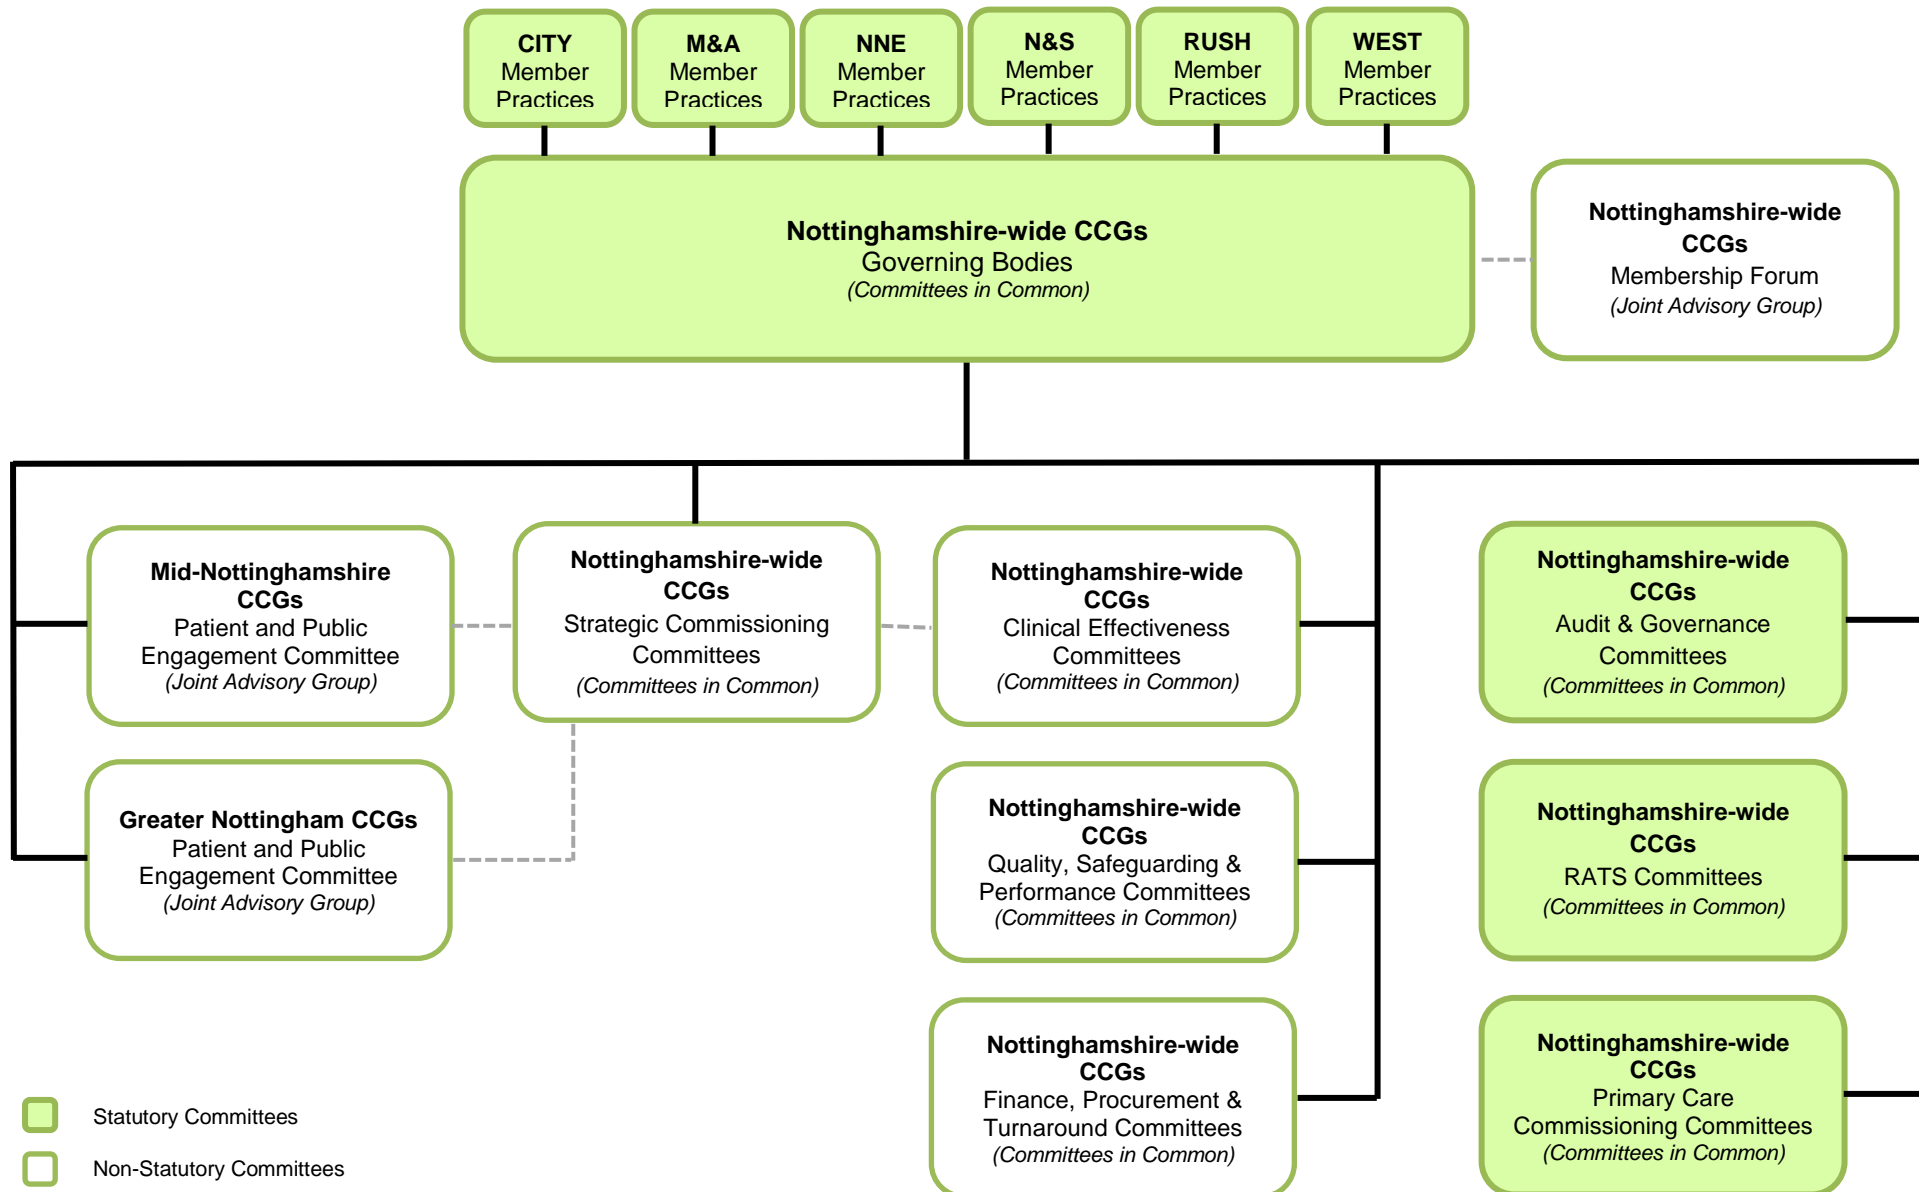 CITY
Member
Practices
M&A
Member
Practices
NNE
Member
Practices
N&S
Member
Practices
RUSH
Member
Practices
WEST
Member
Practices
Nottinghamshire-wide CCGs
Governing Bodies
(Committees in Common)
Nottinghamshire-wide
CCGs
Membership Forum
(Joint Advisory Group)
Mid-Nottinghamshire
CCGs
Patient and Public
Engagement Committee
(Joint Advisory Group)
Nottinghamshire-wide
CCGs
Strategic Commissioning
Committees
(Committees in Common)
Nottinghamshire-wide
CCGs
Clinical Effectiveness
Committees
(Committees in Common)
Nottinghamshire-wide
CCGs
Audit & Governance
Committees
(Committees in Common)
Greater Nottingham CCGs
Patient and Public
Engagement Committee
(Joint Advisory Group)
Nottinghamshire-wide
CCGs
Quality, Safeguarding &
Performance Committees
(Committees in Common)
Nottinghamshire-wide
CCGs
RATS Committees
(Committees in Common)
Nottinghamshire-wide
CCGs
Finance, Procurement &
Turnaround Committees
(Committees in Common)
Nottinghamshire-wide
CCGs
Primary Care
Commissioning Committees
(Committees in Common)
Statutory Committees
Non-Statutory Committees